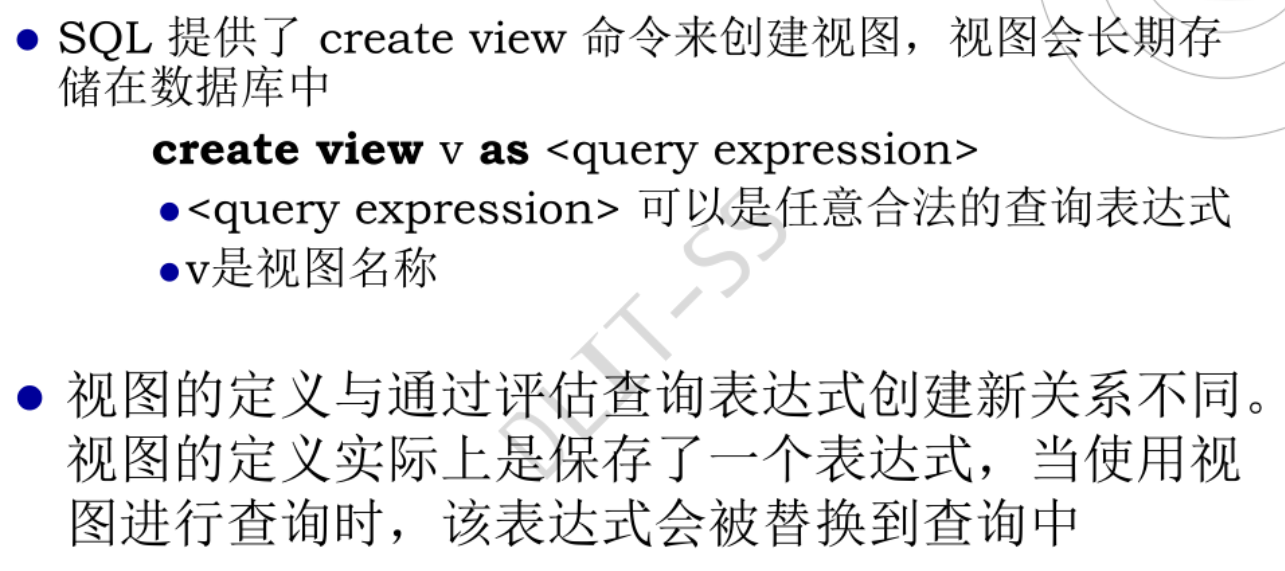 SQL 提供了 create view 命令来创建视图，视图会长期存
储在数据库中
create view v as <query expression>
<query expression> 可以是任意合法的查询表达式
v是视图名称
DLIT-SS
视图的定义与通过评估查询表达式创建新关系不同。
视图的定义实际上是保存了一个表达式，当使用视
图进行查询时，该表达式会被替换到查询中